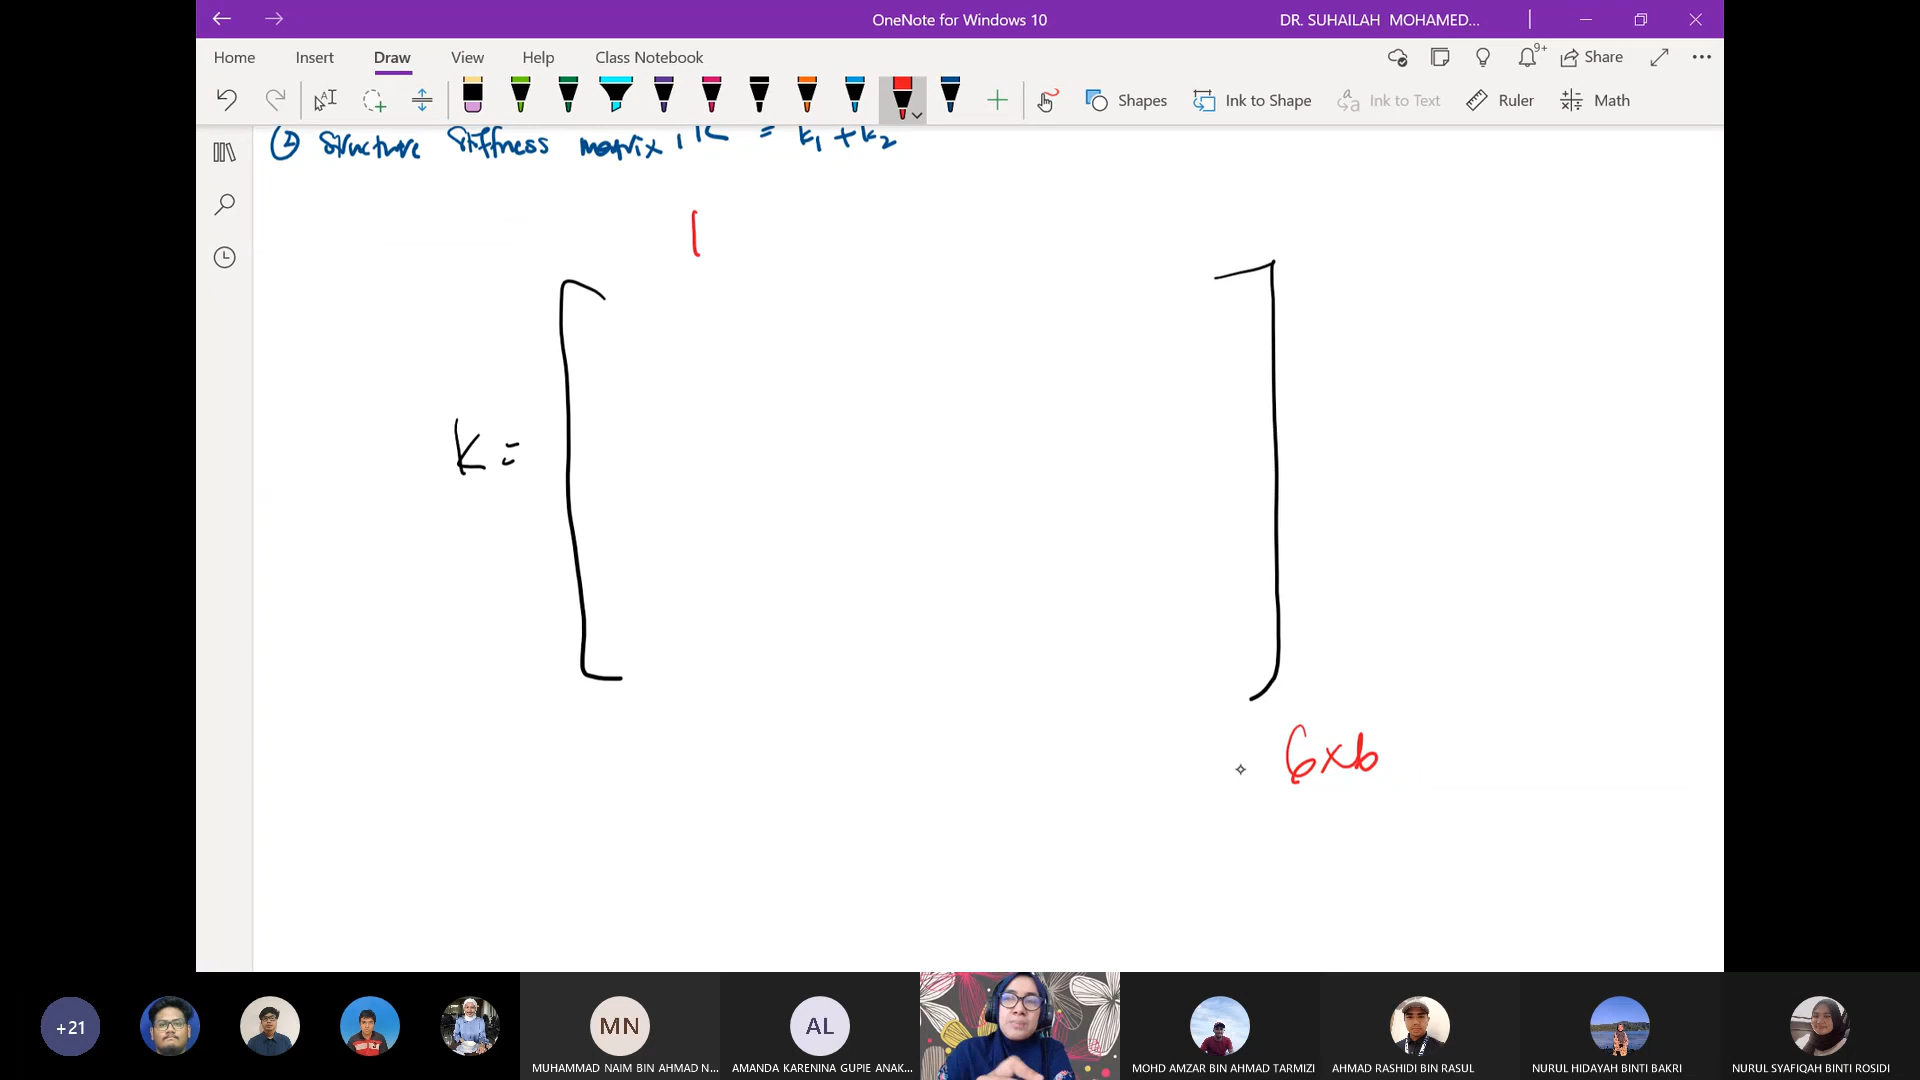 OneNote for Windows 10
DR. SUHAILAH MOHAMED...
Home Insert Draw View Help Class Notebook
9+ Share
Shapes Ink to Shape Ink to Text Ruler Math
② Structure Stiffness matrix, K = k₁ + k₂
1
K =
6x6
+21
MN
MUHAMMAD NAIM BIN AHMAD N...
AL
AMANDA KARENINA GUPIE ANAK...
MOHD AMZAR BIN AHMAD TARMIZI
AHMAD RASHIDI BIN RASUL
NURUL HIDAYAH BINTI BAKRI
NURUL SYAFIQAH BINTI ROSIDI